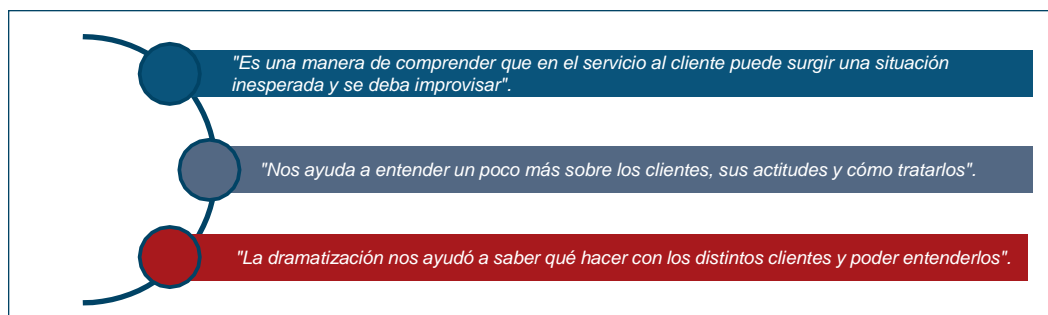 "Es una manera de comprender que en el servicio al cliente puede surgir una situación
inesperada y se deba improvisar".
"Nos ayuda a entender un poco más sobre los clientes, sus actitudes y cómo tratarlos".
"La dramatización nos ayudó a saber qué hacer con los distintos clientes y poder entenderlos".